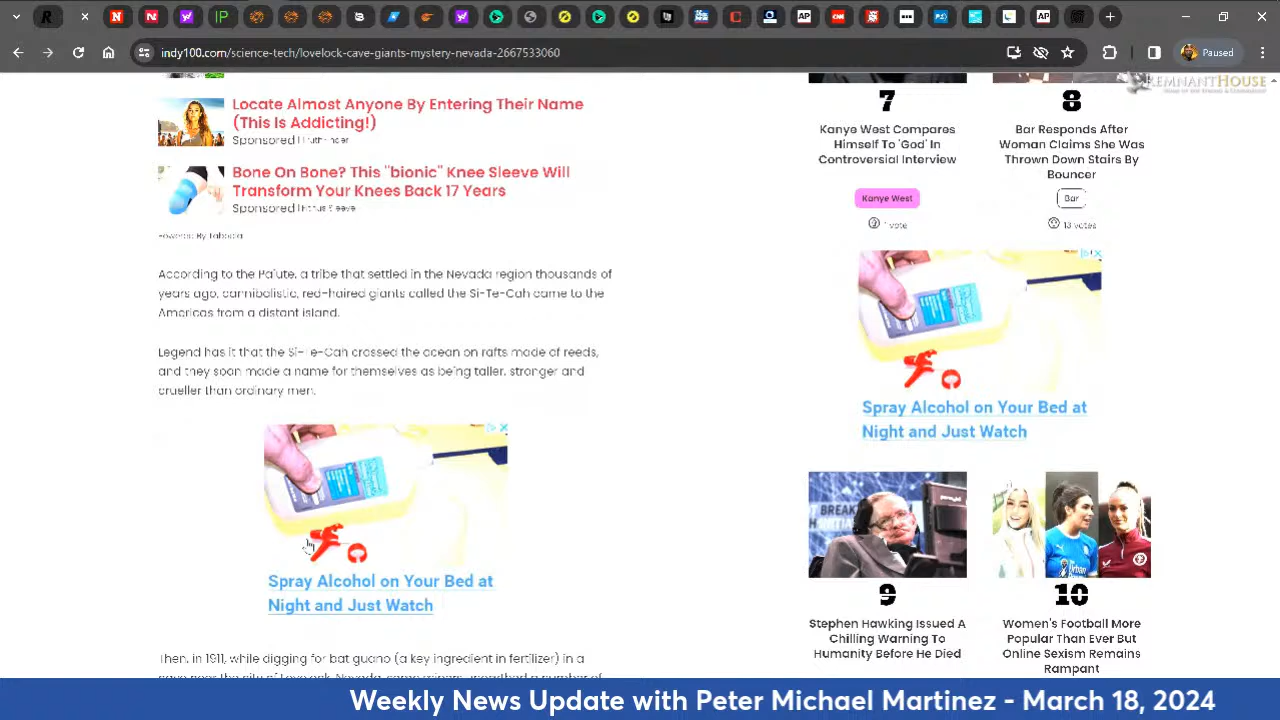 indy100.com/science-tech/lovelock-cave-giants-mystery-nevada-2667533060
Paused
REMNANTHOUSE
Locate Almost Anyone By Entering Their Name
(This Is Addicting!)
Sponsored
Bone On Bone? This "bionic" Knee Sleeve Will
Transform Your Knees Back 17 Years
Sponsored
Powered By Taboola
According to the Paiute, a tribe that settled in the Nevada region thousands of
years ago, cannibalistic, red-haired giants called the Si-Te-Cah came to the
Americas from a distant island.
Legend has it that the Si-Te-Cah crossed the ocean on rafts made of reeds,
and they soon made a name for themselves as being taller, stronger and
crueller than ordinary men.
Spray Alcohol on Your Bed at
Night and Just Watch
Then, in 1911, while digging for bat guano (a key ingredient in fertilizer) in a
7
Kanye West Compares
Himself To 'God' In
Controversial Interview
Kanye West
1 vote
8
Bar Responds After
Woman Claims She Was
Thrown Down Stairs By
Bouncer
Bar
13 votes
Spray Alcohol on Your Bed at
Night and Just Watch
9
Stephen Hawking Issued A
Chilling Warning To
Humanity Before He Died
10
Women's Football More
Popular Than Ever But
Online Sexism Remains
Rampant
Weekly News Update with Peter Michael Martinez - March 18, 2024